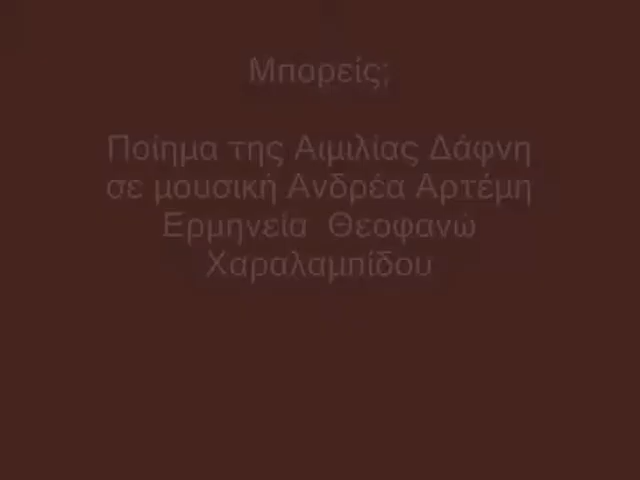 Μπορείς;
Ποίημα της Αιμιλίας Δάφνη
σε μουσική Ανδρέα Αρτέμη
Ερμηνεία Θεοφανώ
Χαραλαμπίδου